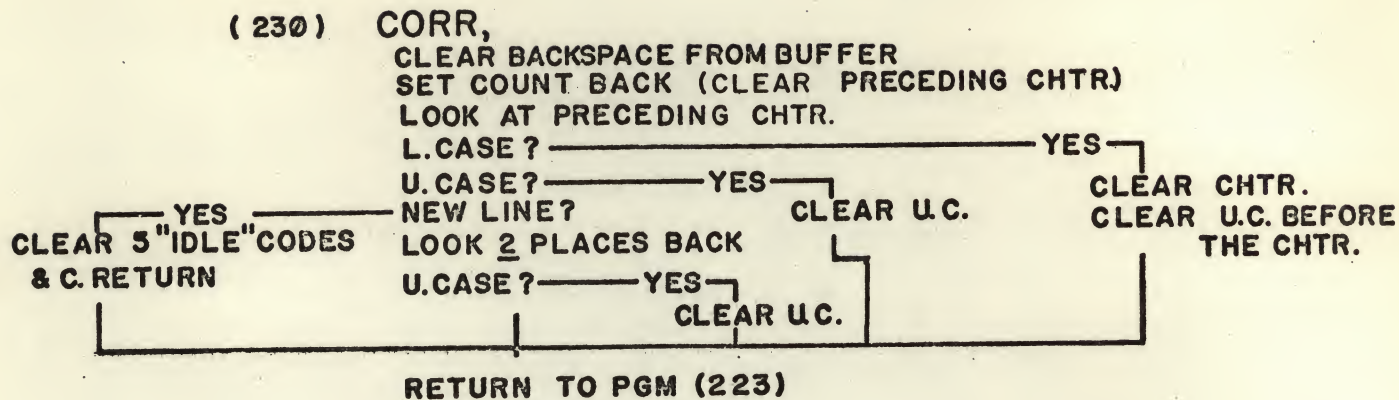 (230) CORR,
CLEAR BACKSPACE FROM BUFFER
SET COUNT BACK (CLEAR PRECEDING CHTR.)
LOOK AT PRECEDING CHTR.
L.CASE? YES
U.CASE? YES
CLEAR CHTR.
CLEAR U.C. BEFORE
THE CHTR.
CLEAR U.C.
YES NEW LINE?
CLEAR 5 "IDLE" CODES
& C. RETURN
LOOK 2 PLACES BACK
U.CASE? YES
CLEAR U.C.
RETURN TO PGM (223)